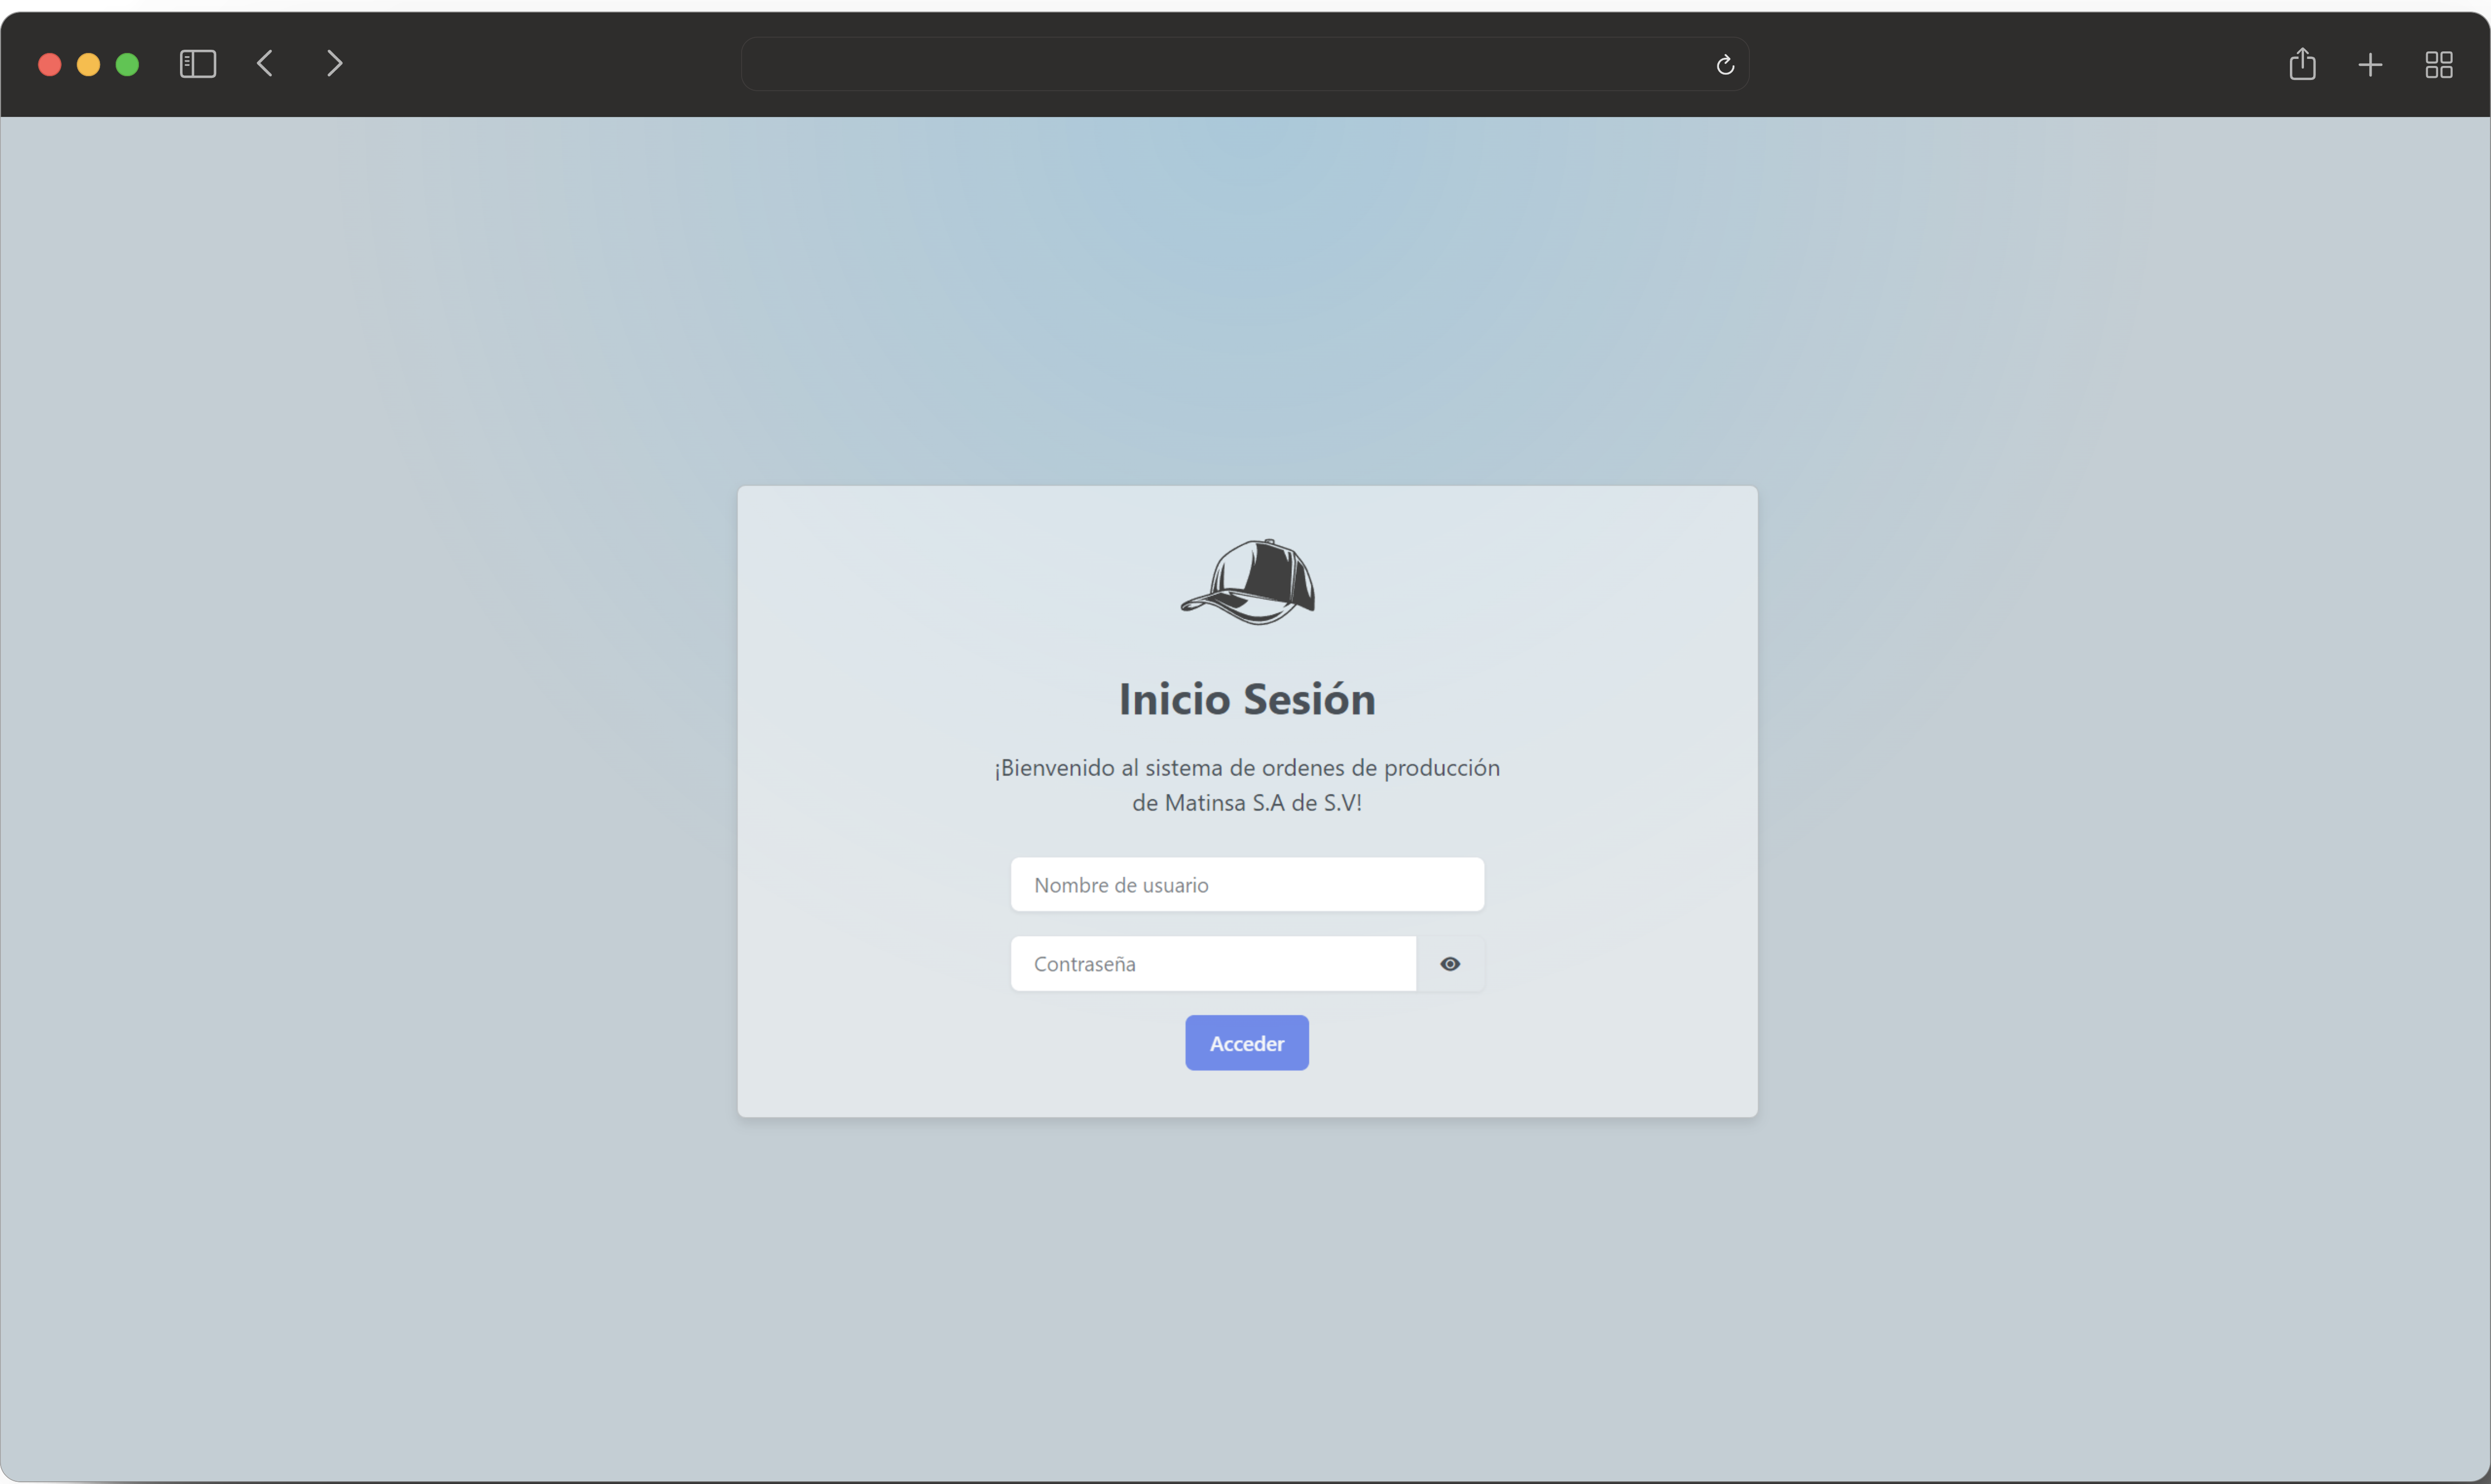 Inicio Sesión
¡Bienvenido al sistema de ordenes de producción
de Matinsa S.A de S.V!
Nombre de usuario
Contraseña
Acceder